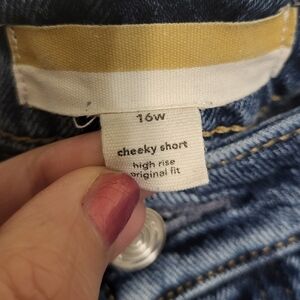 16w
cheeky short
high rise
original fit